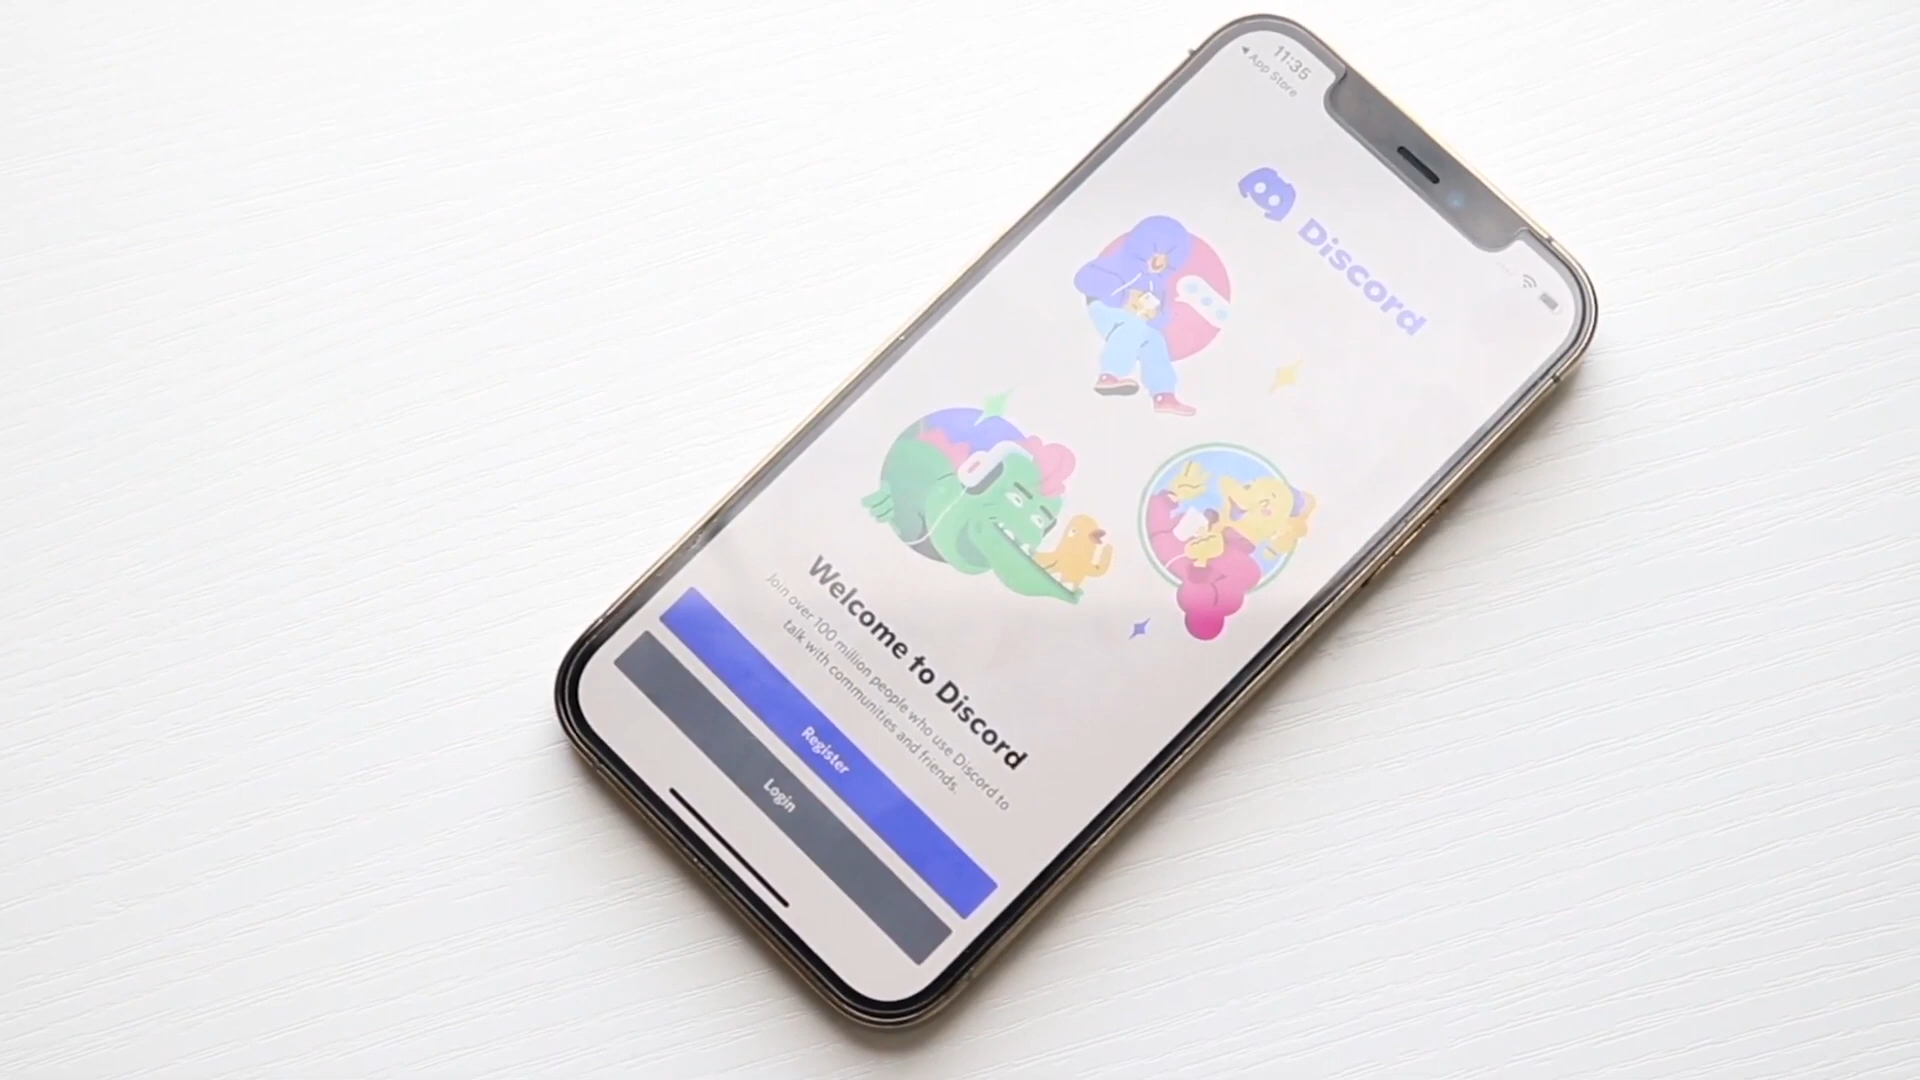 11:35
◀ App Store
Discord
Welcome to Discord
Join over 100 million people who use Discord to
talk with communities and friends.
Register
Login